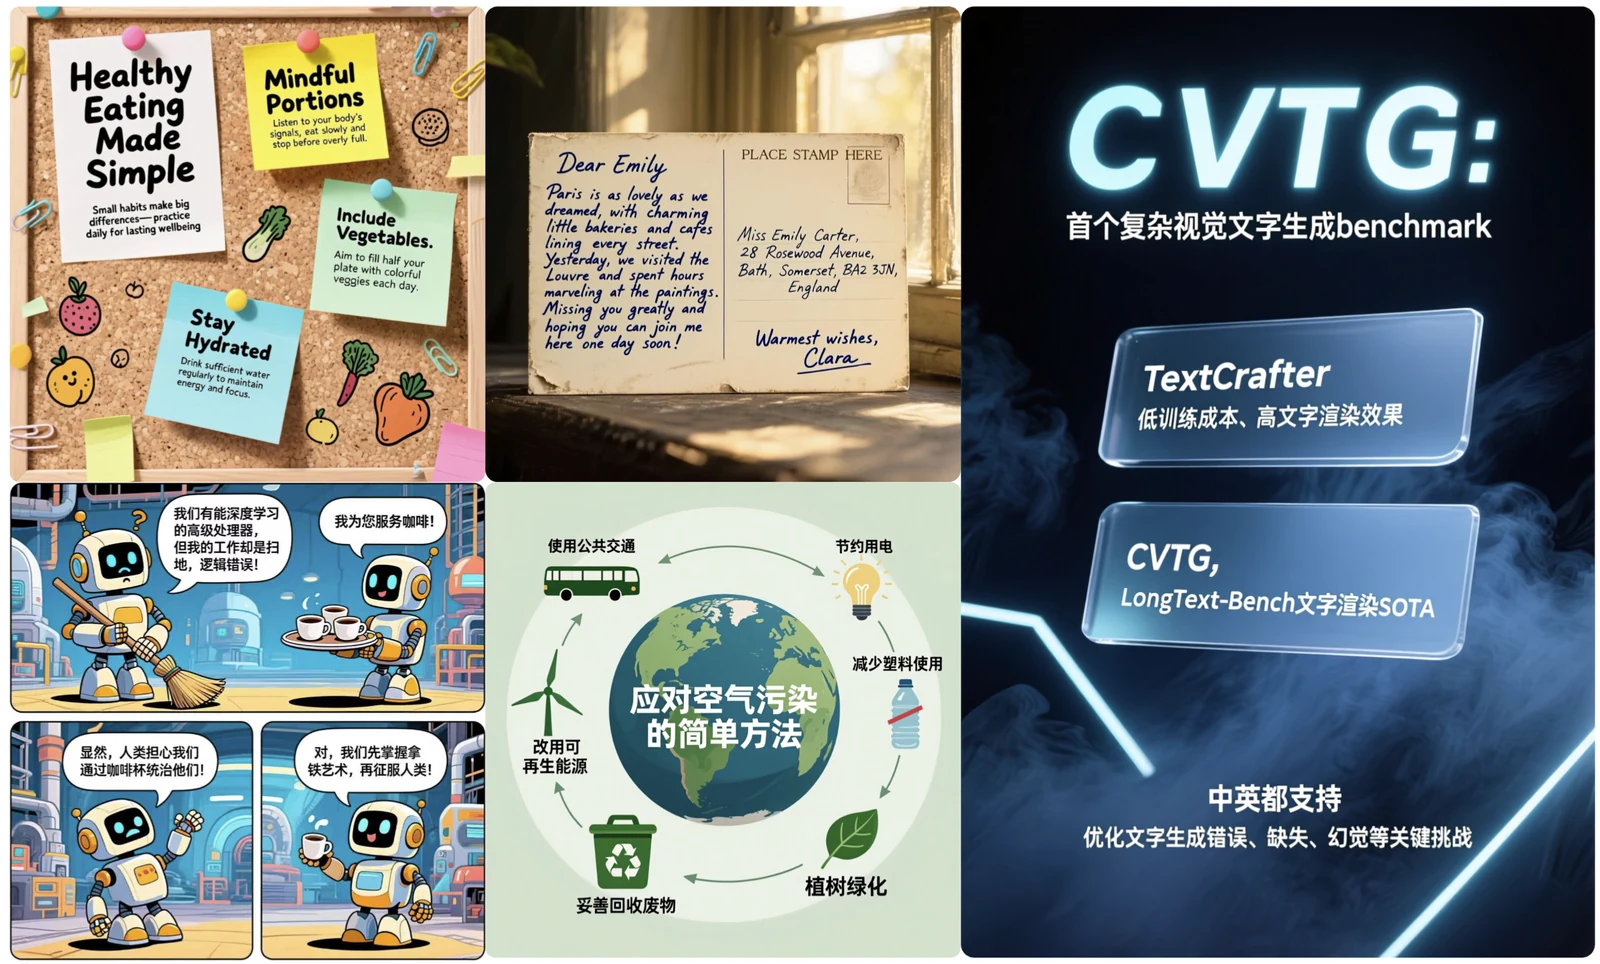 Healthy
Eating
Made
Simple
Small habits make big
differences—practice
daily for lasting wellbeing
Mindful
Portions
Listen to your body's
signals, eat slowly and
stop before overly full.
Include
Vegetables.
Aim to fill half your
plate with colorful
veggies each day.
Stay
Hydrated
Drink sufficient water
regularly to maintain
energy and focus.
Dear Emily
Paris is as lovely as we
dreamed, with charming
little bakeries and cafés
lining every street.
Yesterday, we visited the
Louvre and spent hours
marveling at the paintings.
Missing you greatly and
hoping you can join me
here one day soon!
PLACE STAMP HERE
Miss Emily Carter,
28 Rosewood Avenue,
Bath, Somerset, BA2 3JN,
England
Warmest wishes,
Clara
CVTG:
首个复杂视觉文字生成benchmark
TextCrafter
低训练成本、高文字渲染效果
CVTG,
LongText-Bench文字渲染SOTA
中英都支持
优化文字生成错误、缺失、幻觉等关键挑战
我们有能深度学习
的高级处理器,
但我的工作却是扫
地，逻辑错误！
我为您服务咖啡！
显然，人类担心我们
通过咖啡杯统治他们！
对，我们先掌握拿
铁艺术，再征服人类！
使用公共交通
节约用电
减少塑料使用
应对空气污染
的简单方法
改用可
再生能源
植树绿化
妥善回收废物